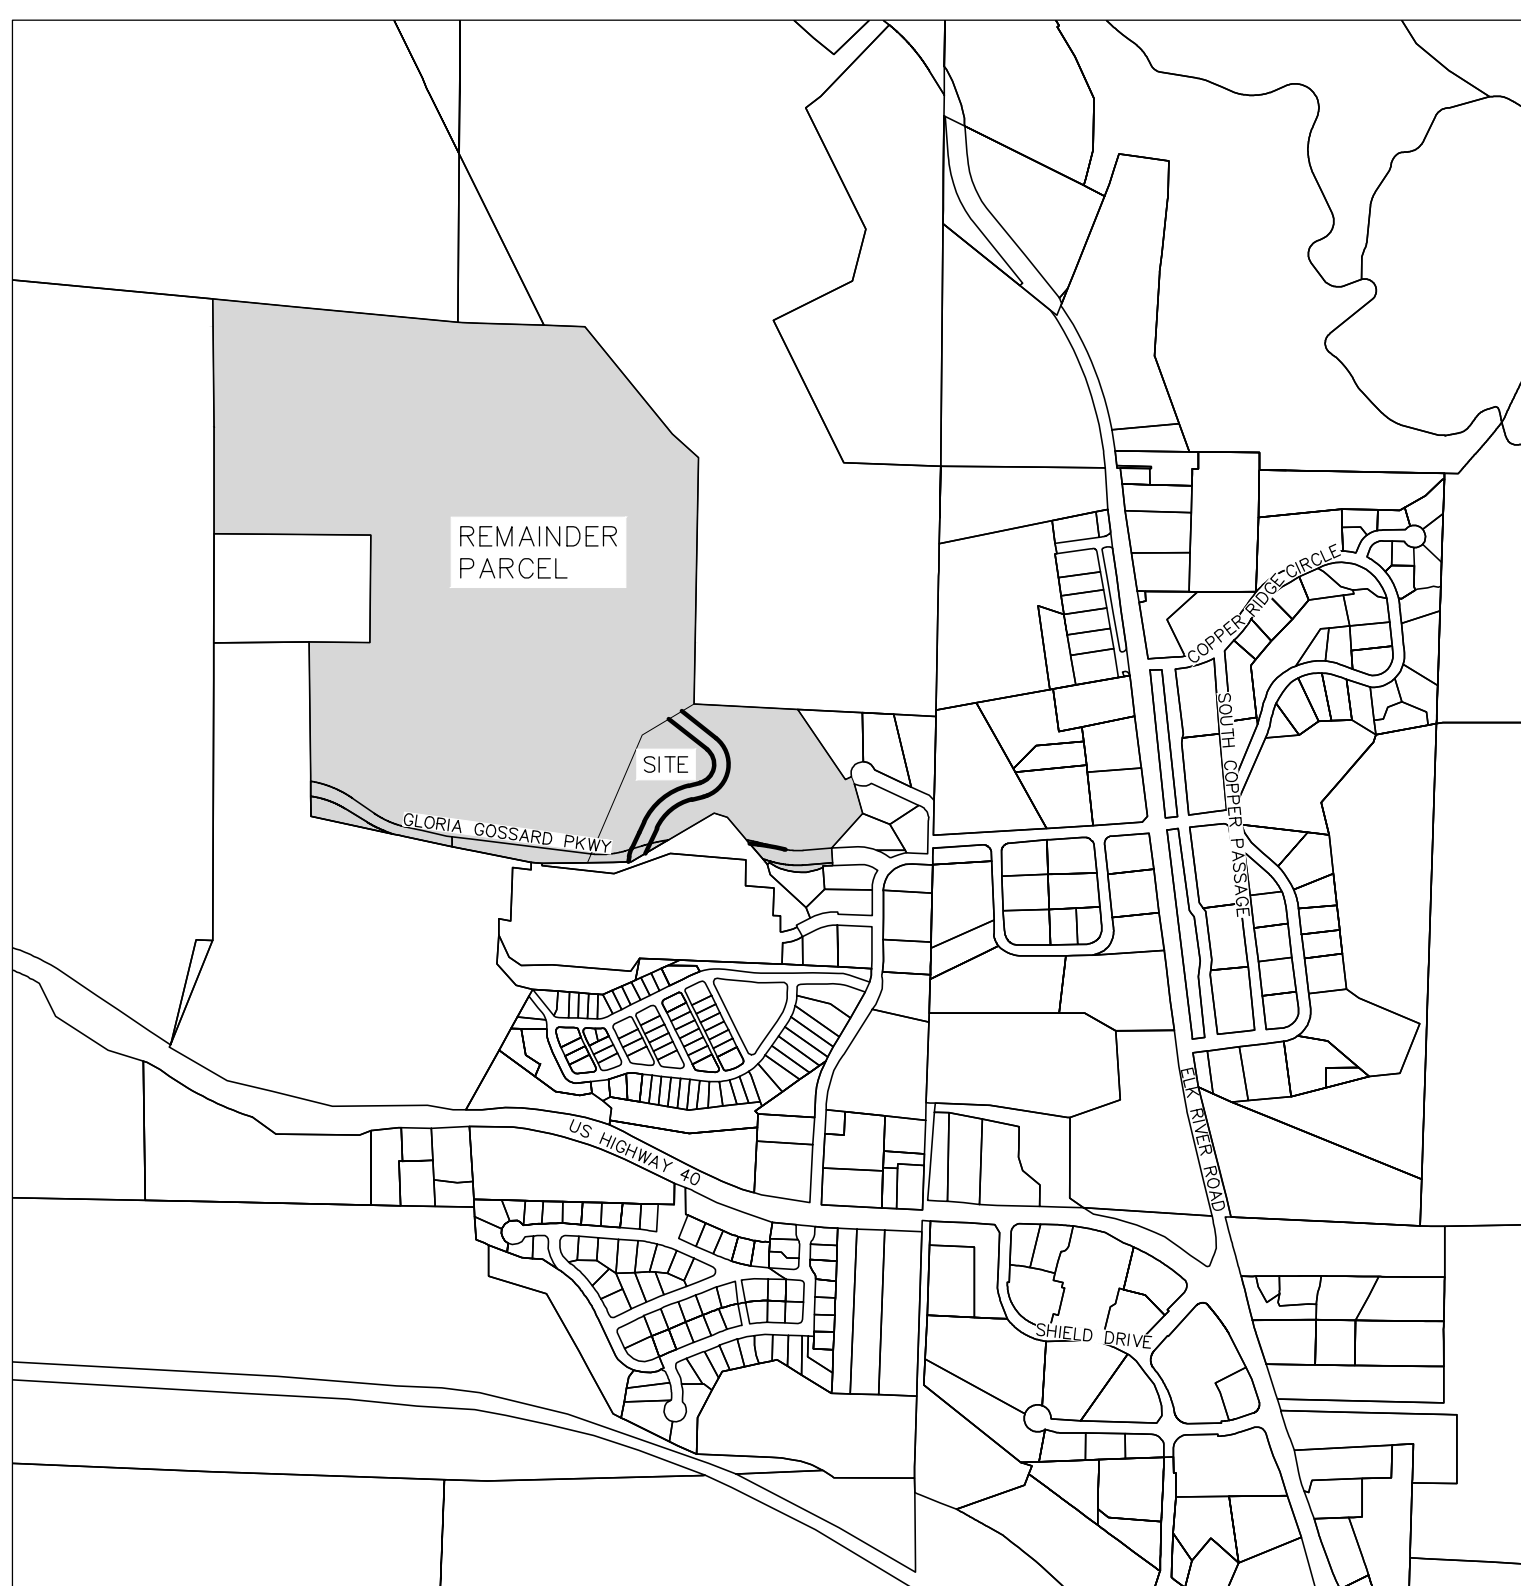 REMAINDER
PARCEL
COPPER RIDGE CIRCLE
SOUTH COPPER PASSAGE
SITE
GLORIA GOSSARD PKWY
ELK RIVER ROAD
US HIGHWAY 40
SHIELD DRIVE